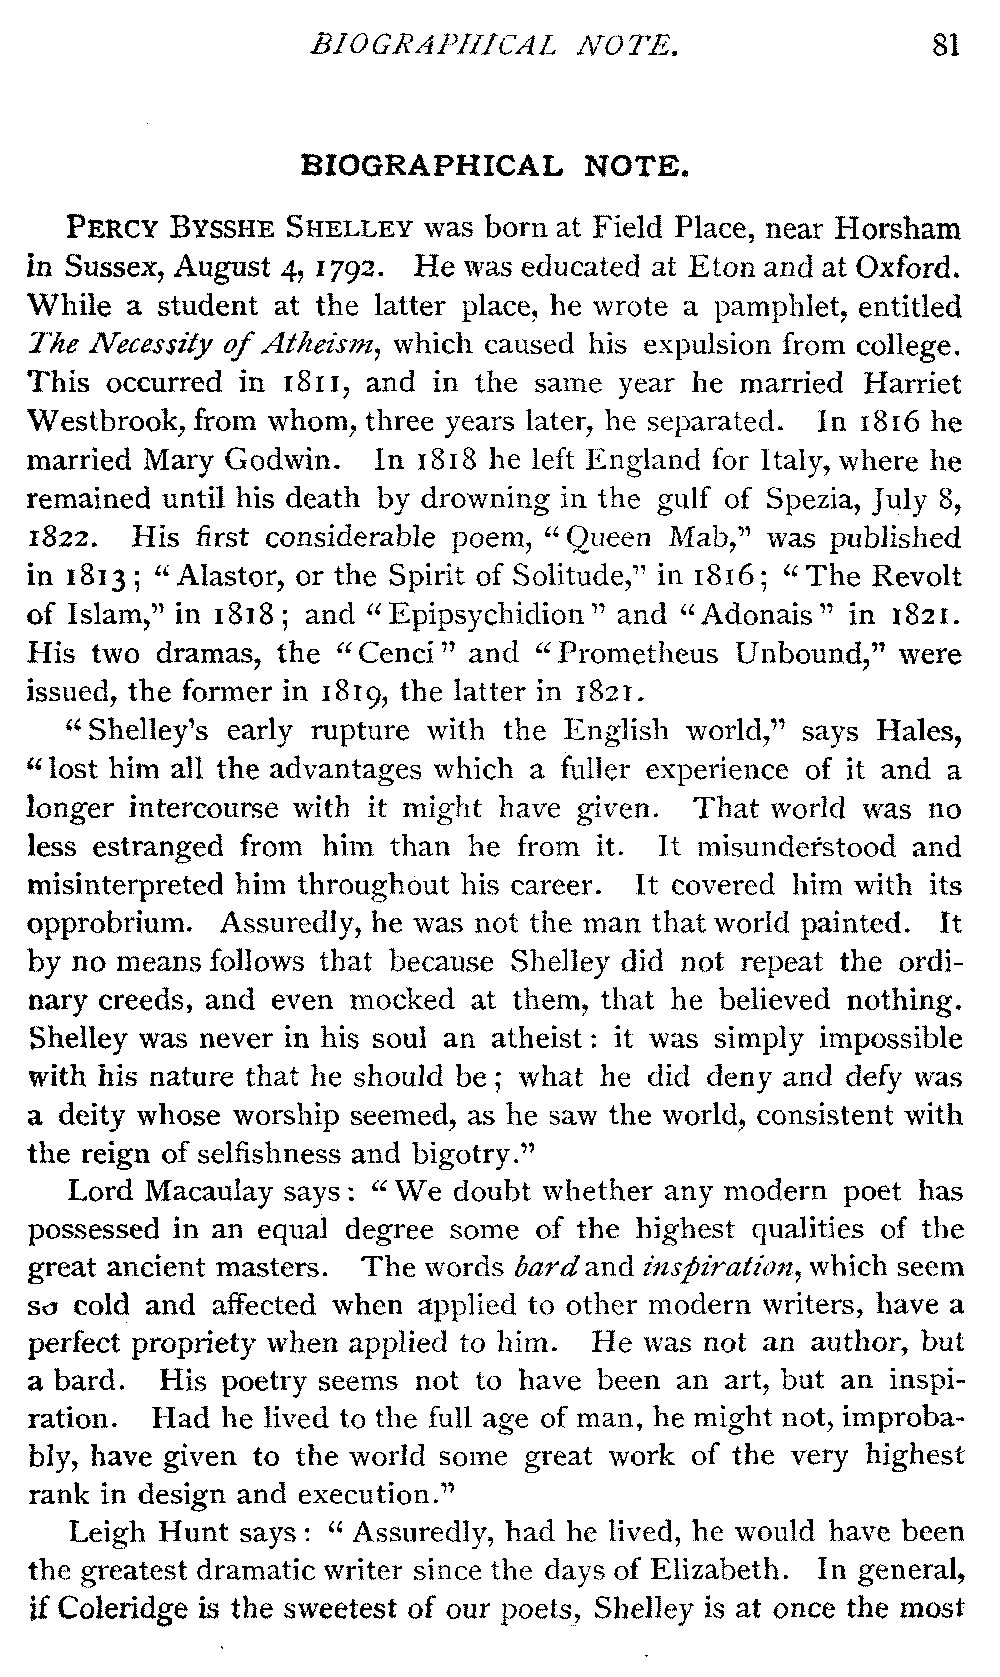 BIOGRAPHICAL NOTE. 81
BIOGRAPHICAL NOTE.
PERCY BYSSHE SHELLEY was born at Field Place, near Horsham
in Sussex, August 4, 1792. He was educated at Eton and at Oxford.
While a student at the latter place, he wrote a pamphlet, entitled
The Necessity of Atheism, which caused his expulsion from college.
This occurred in 1811, and in the same year he married Harriet
Westbrook, from whom, three years later, he separated. In 1816 he
married Mary Godwin. In 1818 he left England for Italy, where he
remained until his death by drowning in the gulf of Spezia, July 8,
1822. His first considerable poem, “Queen Mab,” was published
in 1813; “Alastor, or the Spirit of Solitude,” in 1816; “The Revolt
of Islam,” in 1818; and “Epipsychidion” and “Adonais” in 1821.
His two dramas, the “Cenci” and “Prometheus Unbound,” were
issued, the former in 1819, the latter in 1821.
“Shelley's early rupture with the English world,” says Hales,
“lost him all the advantages which a fuller experience of it and a
longer intercourse with it might have given. That world was no
less estranged from him than he from it. It misunderstood and
misinterpreted him throughout his career. It covered him with its
opprobrium. Assuredly, he was not the man that world painted. It
by no means follows that because Shelley did not repeat the ordi-
nary creeds, and even mocked at them, that he believed nothing.
Shelley was never in his soul an atheist: it was simply impossible
with his nature that he should be; what he did deny and defy was
a deity whose worship seemed, as he saw the world, consistent with
the reign of selfishness and bigotry.”
Lord Macaulay says: “We doubt whether any modern poet has
possessed in an equal degree some of the highest qualities of the
great ancient masters. The words bard and inspiration, which seem
so cold and affected when applied to other modern writers, have a
perfect propriety when applied to him. He was not an author, but
a bard. His poetry seems not to have been an art, but an inspi-
ration. Had he lived to the full age of man, he might not, improba-
bly, have given to the world some great work of the very highest
rank in design and execution.”
Leigh Hunt says: “Assuredly, had he lived, he would have been
the greatest dramatic writer since the days of Elizabeth. In general,
if Coleridge is the sweetest of our poets, Shelley is at once the most